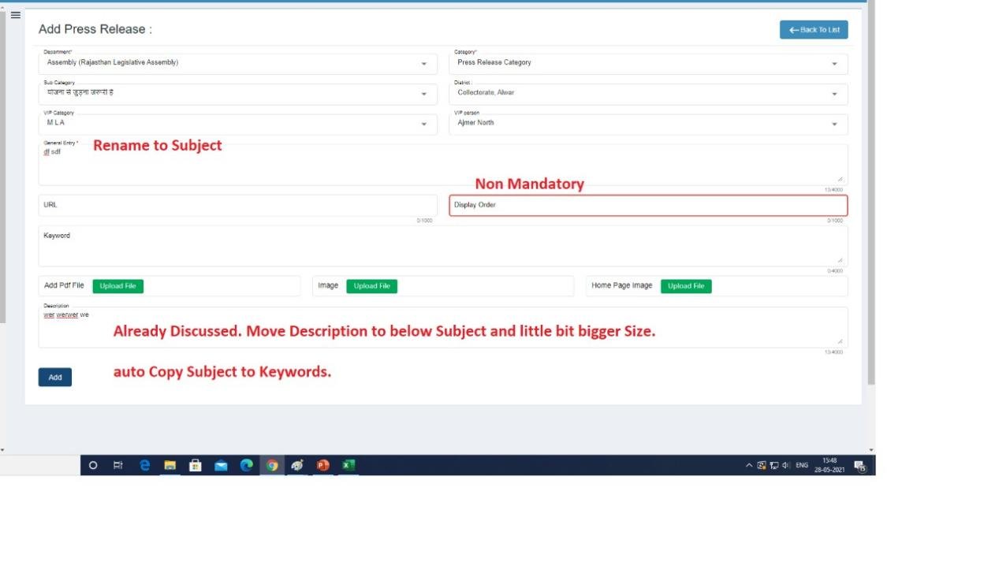 Add Press Release :
Back To List
Department*
Assembly (Rajasthan Legislative Assembly)
Category*
Press Release Category
Sub Category
योजना से जुड़ना जरूरी है
District :
Collectorate, Alwar
VIP Category
M L A
VIP person
Ajmer North
General Entry *
Rename to Subject
df sdf
Non Mandatory
13/4000
URL
Display Order
0/1000
0/1000
Keyword
0/4000
Add Pdf File
Upload File
Image
Upload File
Home Page Image
Upload File
Description
wer werwer we
Already Discussed. Move Description to below Subject and little bit bigger Size.
13/4000
auto Copy Subject to Keywords.
Add
ENG
15:48
28-05-2021
15